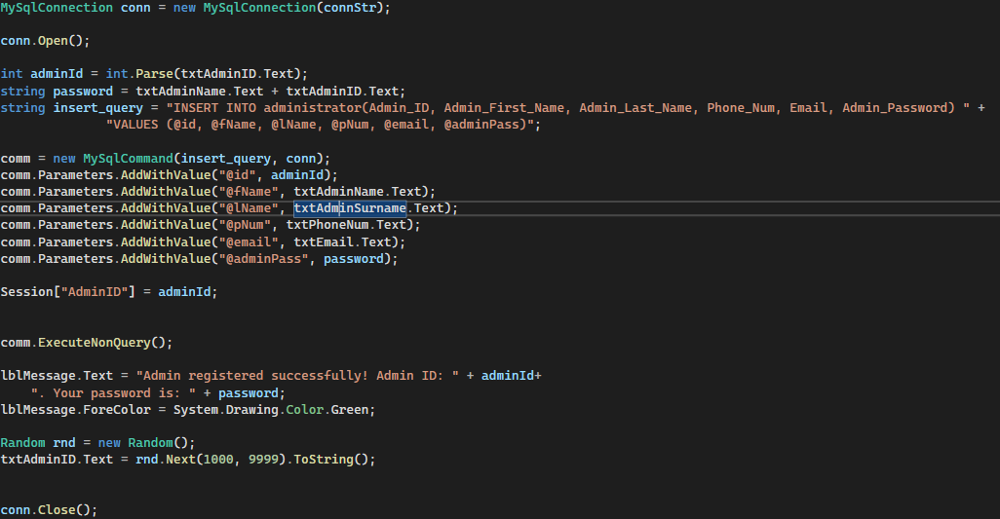 MySqlConnection conn = new MySqlConnection(connStr);
conn.Open();
int adminId = int.Parse(txtAdminID.Text);
string password = txtAdminName.Text + txtAdminID.Text;
string insert_query = "INSERT INTO administrator(Admin_ID, Admin_First_Name, Admin_Last_Name, Phone_Num, Email, Admin_Password) " +
"VALUES (@id, @fName, @lName, @pNum, @email, @adminPass)";
comm = new MySqlCommand(insert_query, conn);
comm.Parameters.AddWithValue("@id", adminId);
comm.Parameters.AddWithValue("@fName", txtAdminName.Text);
comm.Parameters.AddWithValue("@lName", txtAdminSurname.Text);
comm.Parameters.AddWithValue("@pNum", txtPhoneNum.Text);
comm.Parameters.AddWithValue("@email", txtEmail.Text);
comm.Parameters.AddWithValue("@adminPass", password);
Session["AdminID"] = adminId;
comm.ExecuteNonQuery();
lblMessage.Text = "Admin registered successfully! Admin ID: " + adminId+
". Your password is: " + password;
lblMessage.ForeColor = System.Drawing.Color.Green;
Random rnd = new Random();
txtAdminID.Text = rnd.Next(1000, 9999).ToString();
conn.Close();